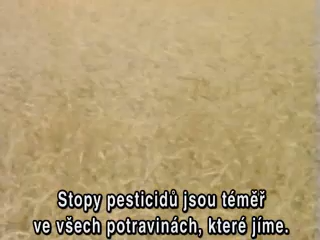 Stopy pesticidů jsou téměř
ve všech potravinách, které jíme.